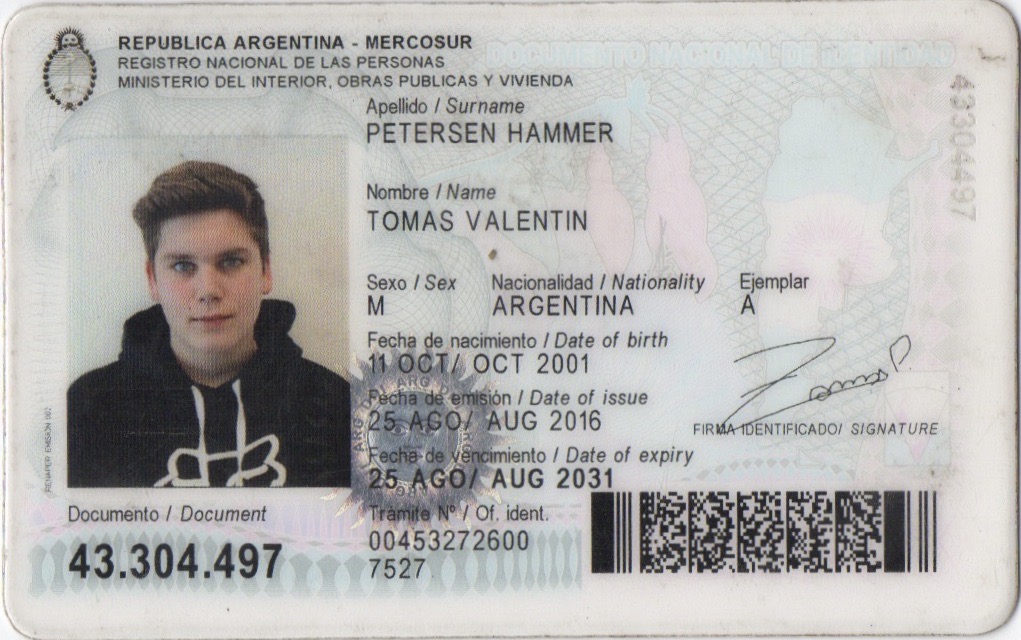 REPUBLICA ARGENTINA - MERCOSUR
REGISTRO NACIONAL DE LAS PERSONAS
MINISTERIO DEL INTERIOR, OBRAS PUBLICAS Y VIVIENDA
DOCUMENTO NACIONAL DE IDENTIDAD
Apellido / Surname
PETERSEN HAMMER
Nombre / Name
TOMAS VALENTIN
Sexo / Sex Nacionalidad / Nationality Ejemplar
M ARGENTINA A
Fecha de nacimiento / Date of birth
11 OCT/ OCT 2001
Fecha de emisión / Date of issue
25 AGO/ AUG 2016
FIRMA IDENTIFICADO/ SIGNATURE
Fecha de vencimiento / Date of expiry
25 AGO/ AUG 2031
Documento / Document
43.304.497
Tramite Nº / Of. ident.
00453272600
7527
43304497